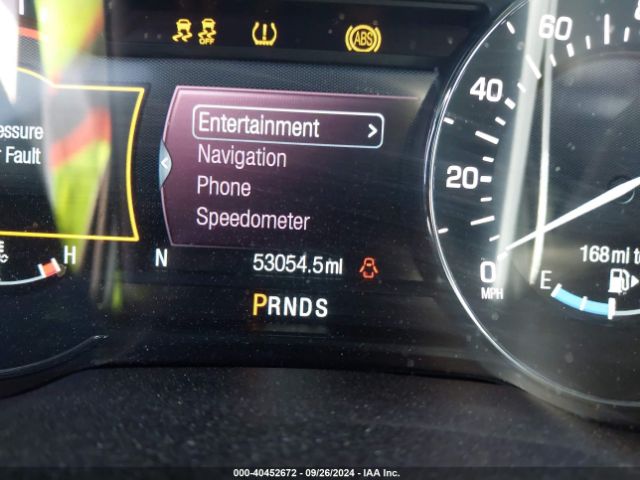 OFF
ABS
60
40
20
0
MPH
essure
Fault
Entertainment >
Navigation
Phone
Speedometer
H
N
53054.5mi
PRNDS
168 mi to
E
000-40452672 - 09/26/2024 - IAA Inc.